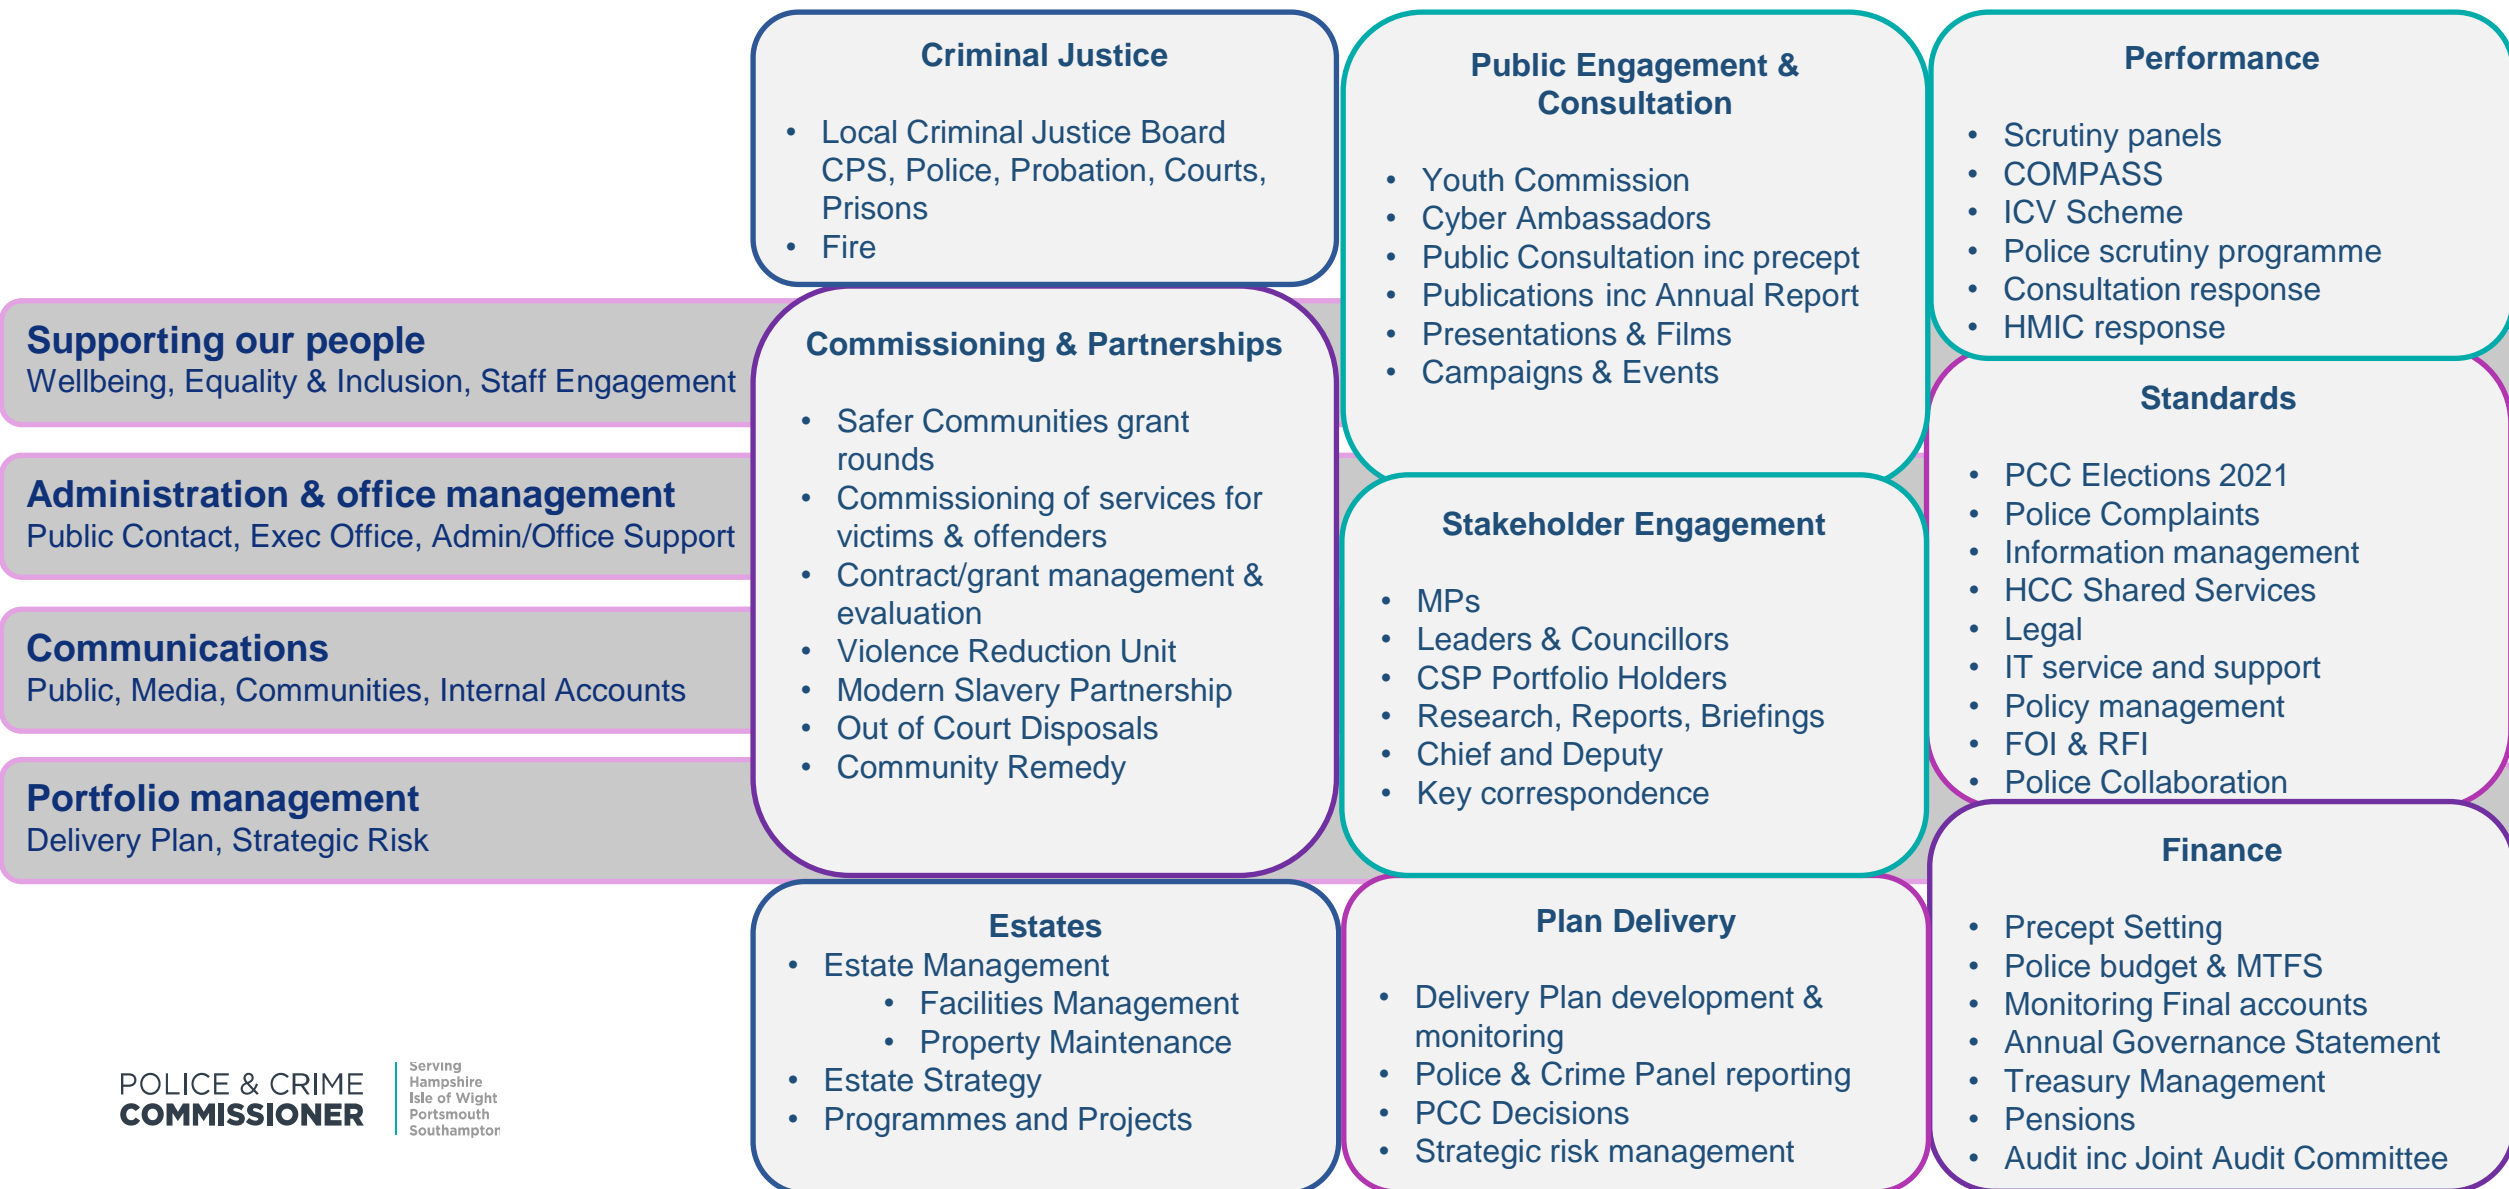 Criminal Justice
• Local Criminal Justice Board
CPS, Police, Probation, Courts,
Prisons
• Fire
Public Engagement &
Consultation
• Youth Commission
• Cyber Ambassadors
• Public Consultation inc precept
• Publications inc Annual Report
• Presentations & Films
• Campaigns & Events
Performance
• Scrutiny panels
• COMPASS
• ICV Scheme
• Police scrutiny programme
• Consultation response
• HMIC response
Supporting our people
Wellbeing, Equality & Inclusion, Staff Engagement
Administration & office management
Public Contact, Exec Office, Admin/Office Support
Communications
Public, Media, Communities, Internal Accounts
Portfolio management
Delivery Plan, Strategic Risk
Commissioning & Partnerships
• Safer Communities grant
rounds
• Commissioning of services for
victims & offenders
• Contract/grant management &
evaluation
• Violence Reduction Unit
• Modern Slavery Partnership
• Out of Court Disposals
• Community Remedy
Stakeholder Engagement
• MPs
• Leaders & Councillors
• CSP Portfolio Holders
• Research, Reports, Briefings
• Chief and Deputy
• Key correspondence
Standards
• PCC Elections 2021
• Police Complaints
• Information management
• HCC Shared Services
• Legal
• IT service and support
• Policy management
• FOI & RFI
• Police Collaboration
Estates
• Estate Management
• Facilities Management
• Property Maintenance
• Estate Strategy
• Programmes and Projects
Plan Delivery
• Delivery Plan development &
monitoring
• Police & Crime Panel reporting
• PCC Decisions
• Strategic risk management
Finance
• Precept Setting
• Police budget & MTFS
• Monitoring Final accounts
• Annual Governance Statement
• Treasury Management
• Pensions
• Audit inc Joint Audit Committee
POLICE & CRIME
COMMISSIONER
Serving
Hampshire
Isle of Wight
Portsmouth
Southampton